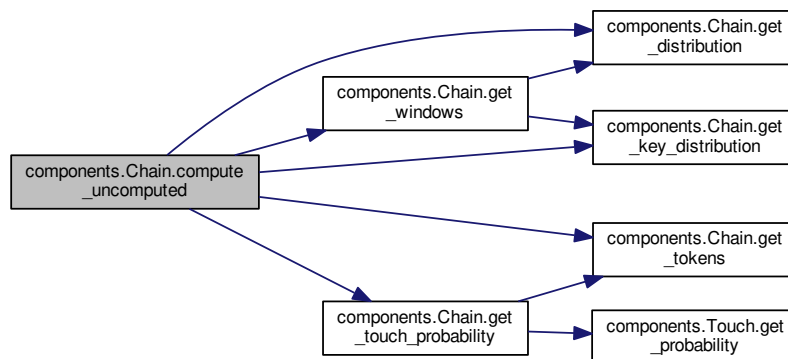 components.Chain.compute
_uncomputed
components.Chain.get
_windows
components.Chain.get
_touch_probability
components.Chain.get
_distribution
components.Chain.get
_key_distribution
components.Chain.get
_tokens
components.Touch.get
_probability